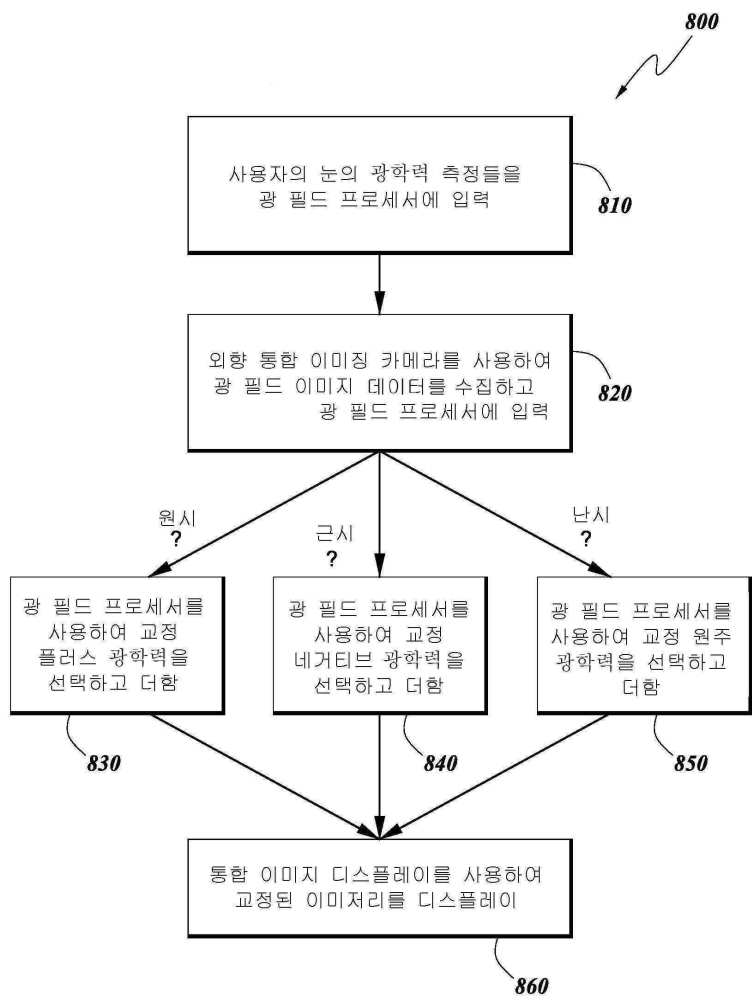 800
사용자의 눈의 광학력 측정들을
광 필드 프로세서에 입력
810
외향 통합 이미징 카메라를 사용하여
광 필드 이미지 데이터를 수집하고
광 필드 프로세서에 입력
820
원시
?
근시
?
난시
?
광 필드 프로세서를
사용하여 교정
플러스 광학력을
선택하고 더함
830
광 필드 프로세서를
사용하여 교정
네거티브 광학력을
선택하고 더함
840
광 필드 프로세서를
사용하여 교정 원주
광학력을 선택하고
더함
850
통합 이미지 디스플레이를 사용하여
교정된 이미저리를 디스플레이
860